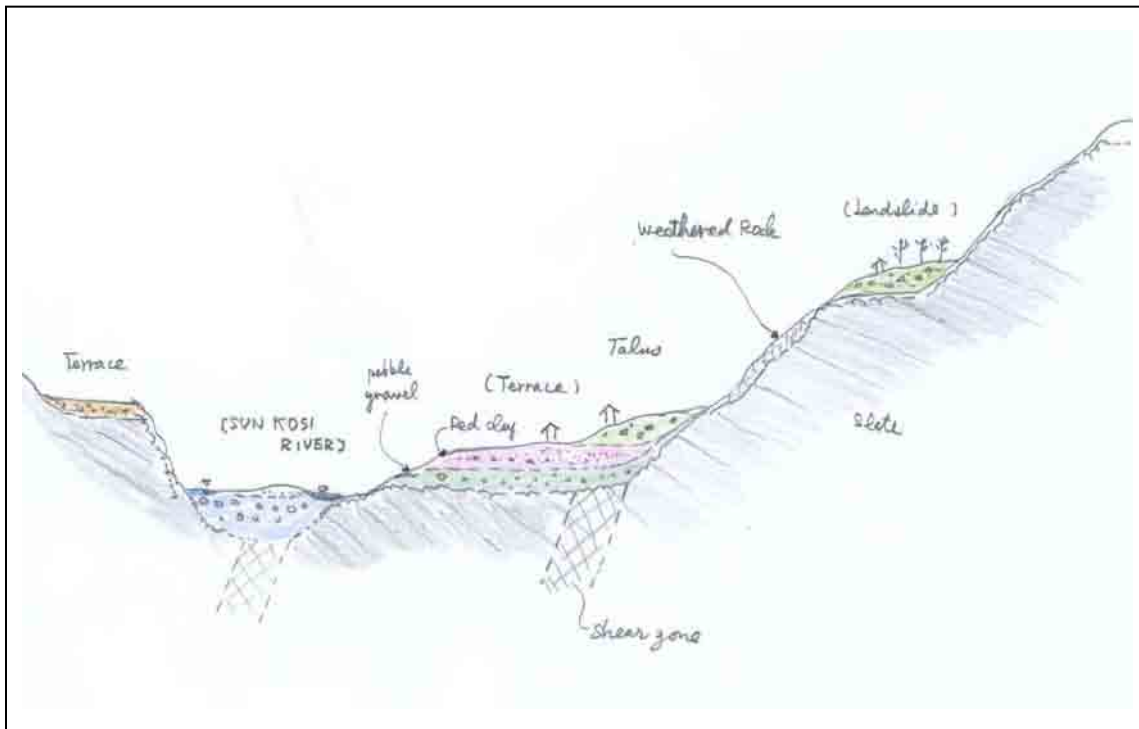 (Landslide)
Weathered Rock
Talus
Terrace
pebble
gravel
(Terrace)
[SUN KOSI
RIVER]
Red clay
Slate
Shear zone